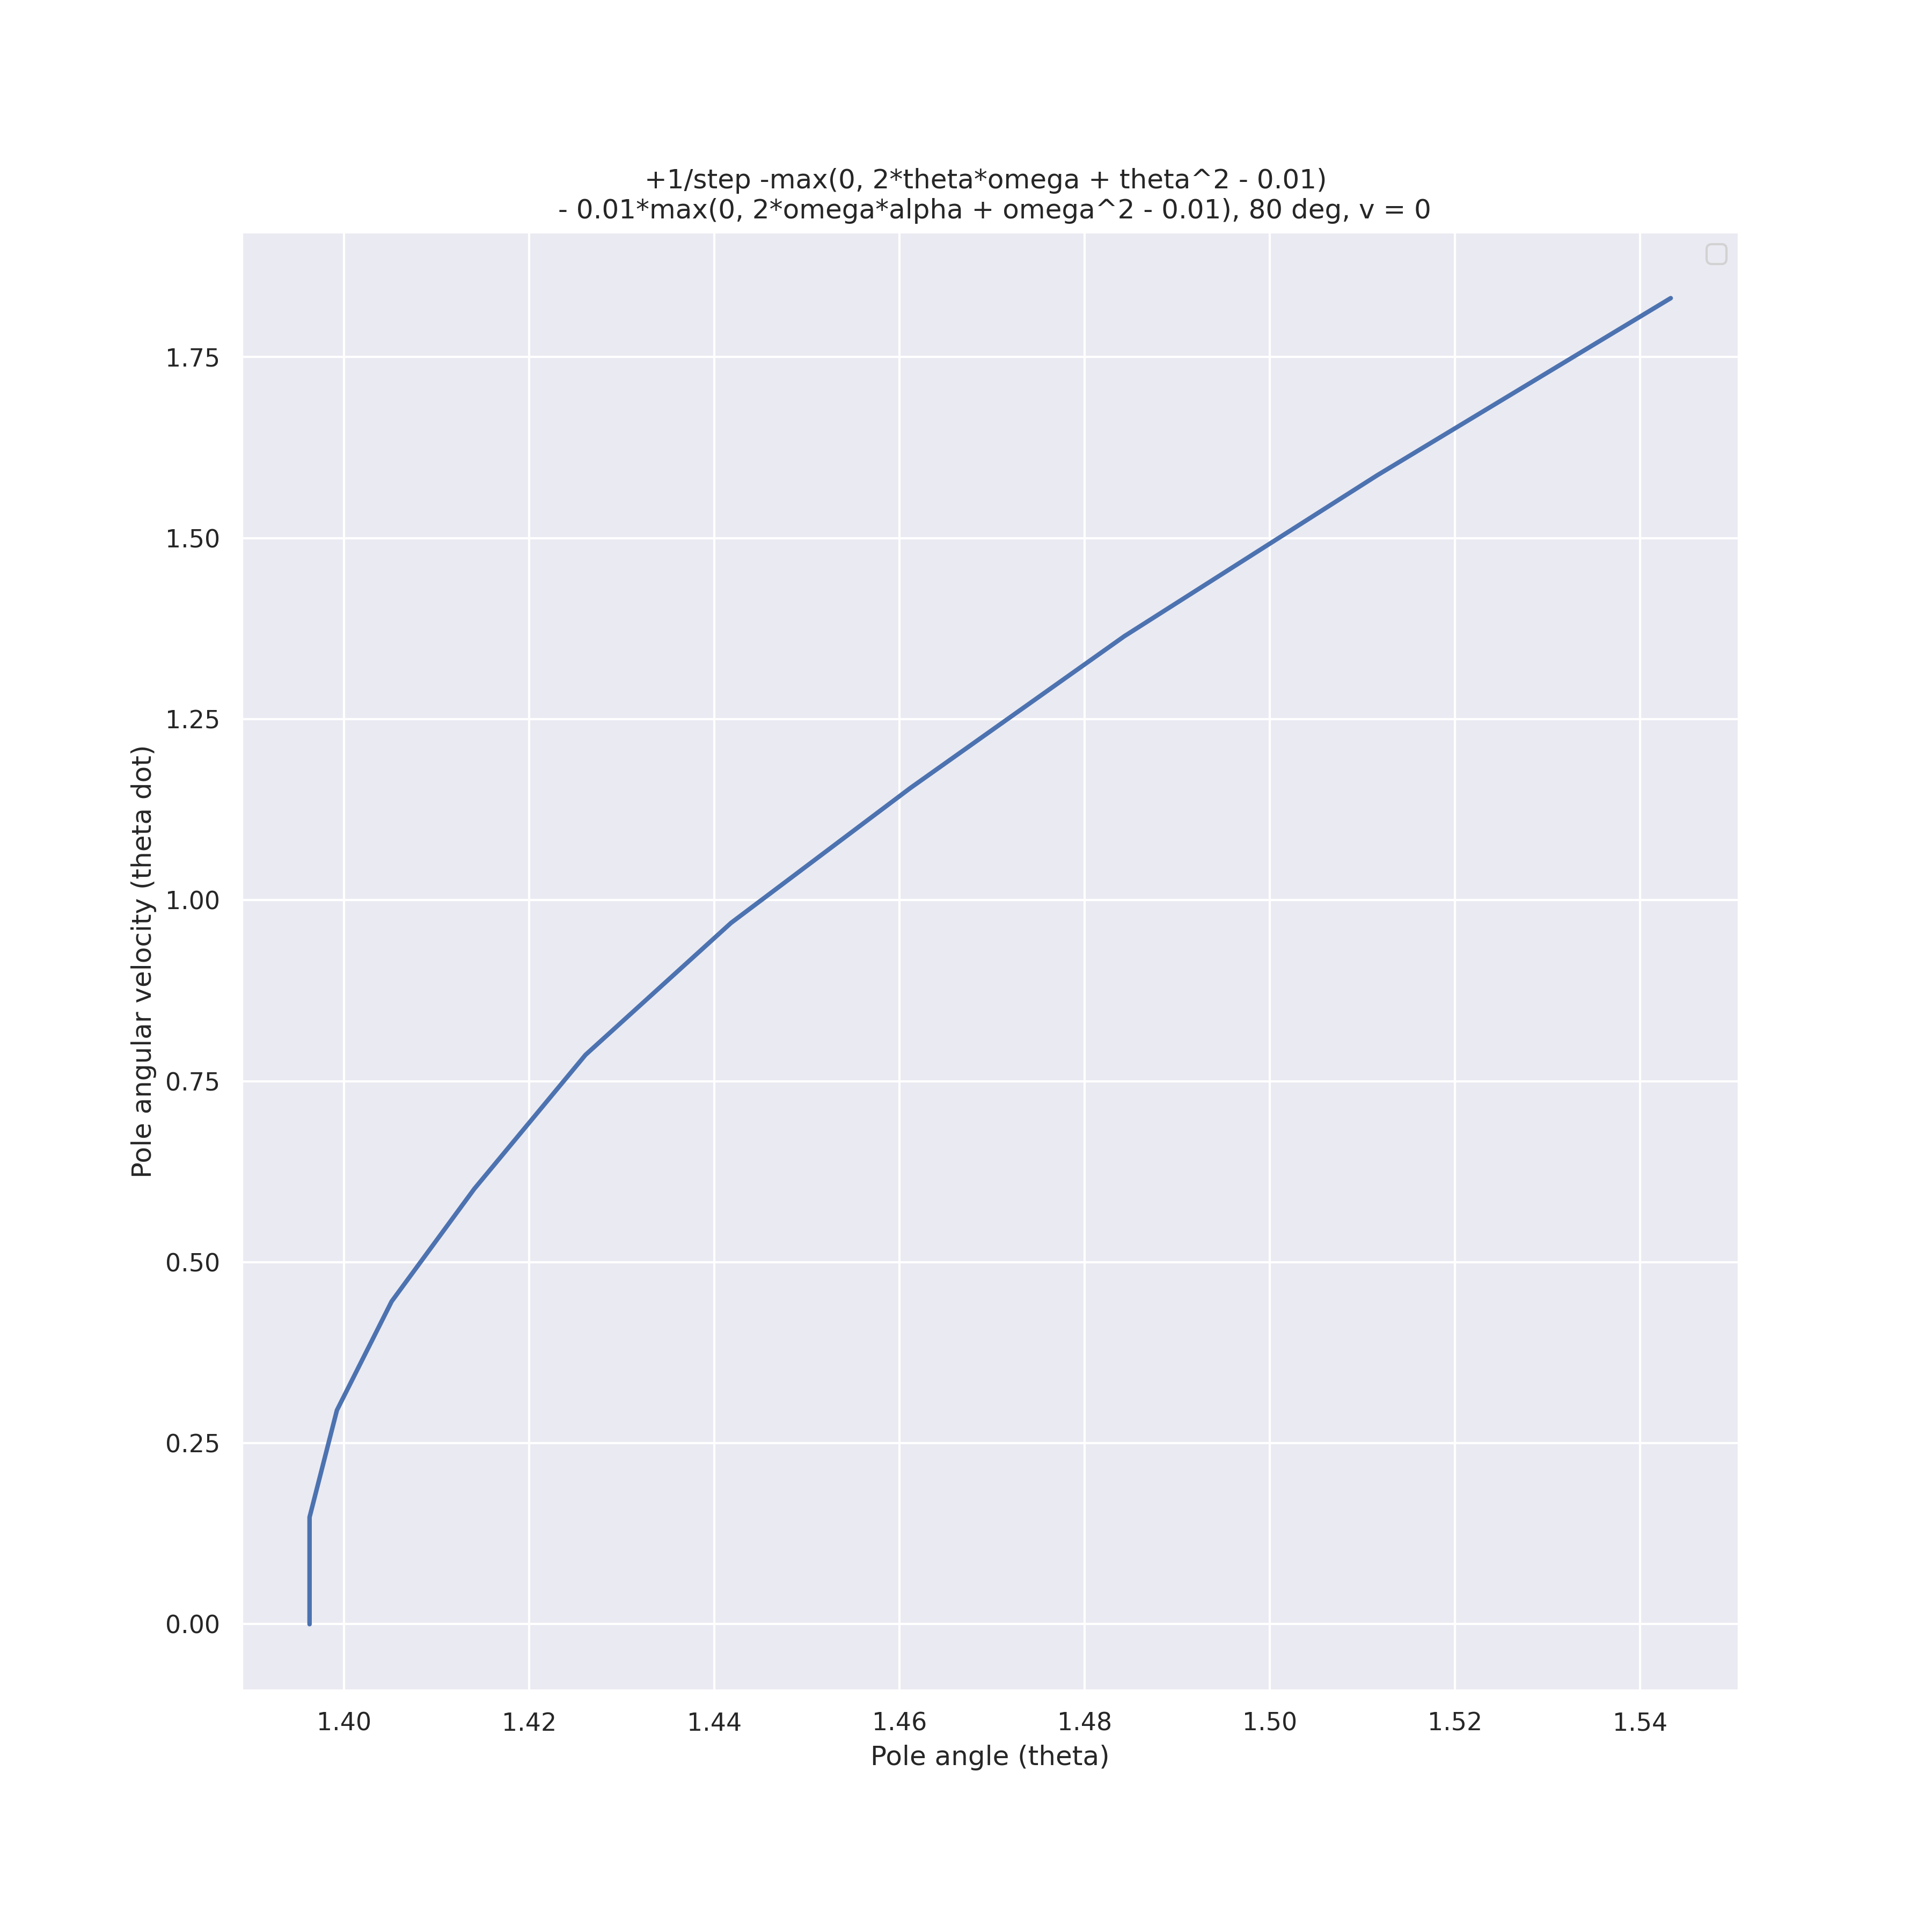 +1/step -max(0, 2*theta*omega + theta^2 - 0.01)
- 0.01*max(0, 2*omega*alpha + omega^2 - 0.01), 80 deg, v = 0
Pole angular velocity (theta dot)
1.75
1.50
1.25
1.00
0.75
0.50
0.25
0.00
1.40 1.42 1.44 1.46 1.48 1.50 1.52 1.54
Pole angle (theta)